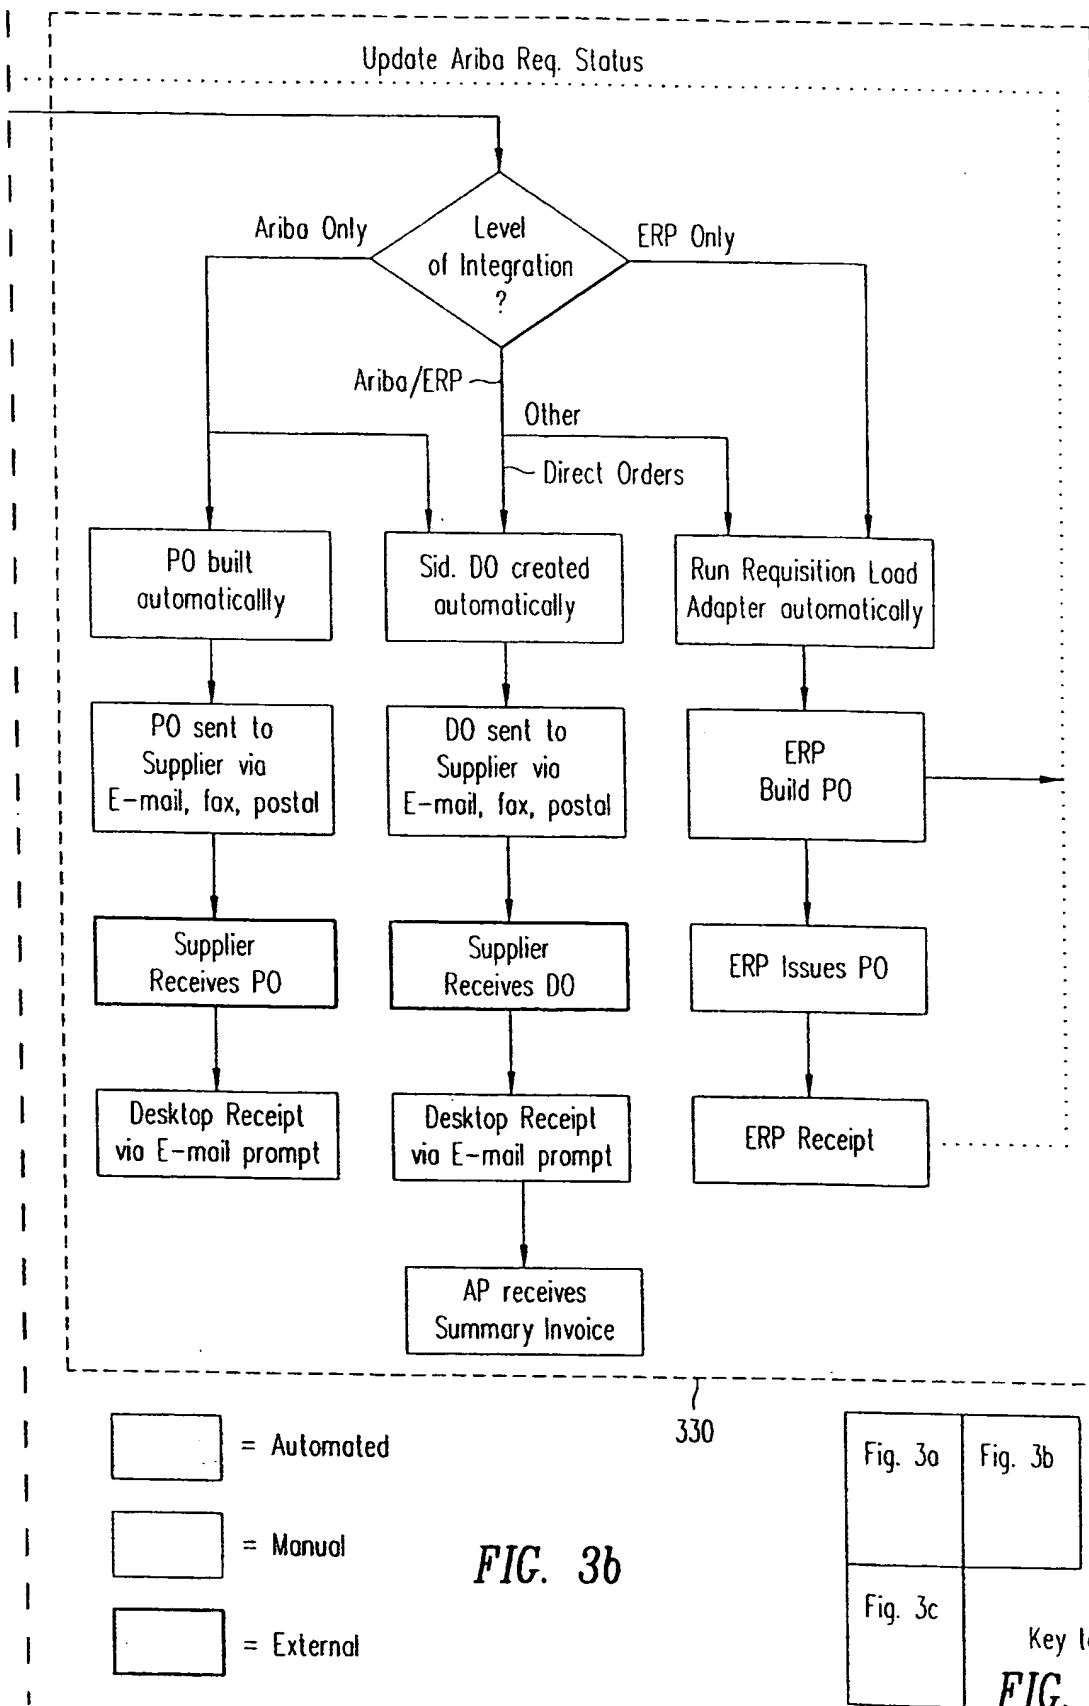 Update Ariba Req. Status
Ariba Only
Level
of Integration
?
ERP Only
Ariba/ERP
Other
Direct Orders
PO built
automaticallly
Sid. DO created
automatically
Run Requisition Load
Adapter automatically
PO sent to
Supplier via
E-mail, fax, postal
DO sent to
Supplier via
E-mail, fax, postal
ERP
Build PO
Supplier
Receives PO
Supplier
Receives DO
ERP Issues PO
Desktop Receipt
via E-mail prompt
Desktop Receipt
via E-mail prompt
ERP Receipt
AP receives
Summary Invoice
330
= Automated
= Manual
= External
FIG. 3b
Fig. 3a
Fig. 3b
Fig. 3c
Key
FIG.